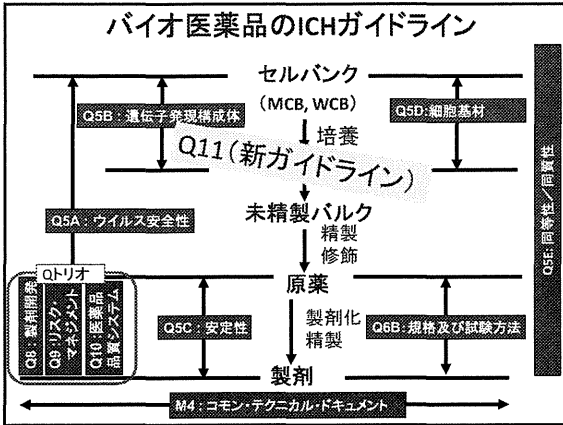 バイオ医薬品のICHガイドライン
セルバンク
(MCB, WCB)
Q5B：遺伝子発現構成体
Q5D:細胞基材
培養
Q11(新ガイドライン)
Q5A：ウイルス安全性
未精製バルク
精製
修飾
Qトリオ
原薬
Q8：製剤開発
Q9：リスク
マネジメント
Q10：医薬品
品質システム
Q5C：安定性
製剤化
精製
Q6B：規格及び試験方法
製剤
Q5E：同等性／同質性
M4：コモン・テクニカル・ドキュメント